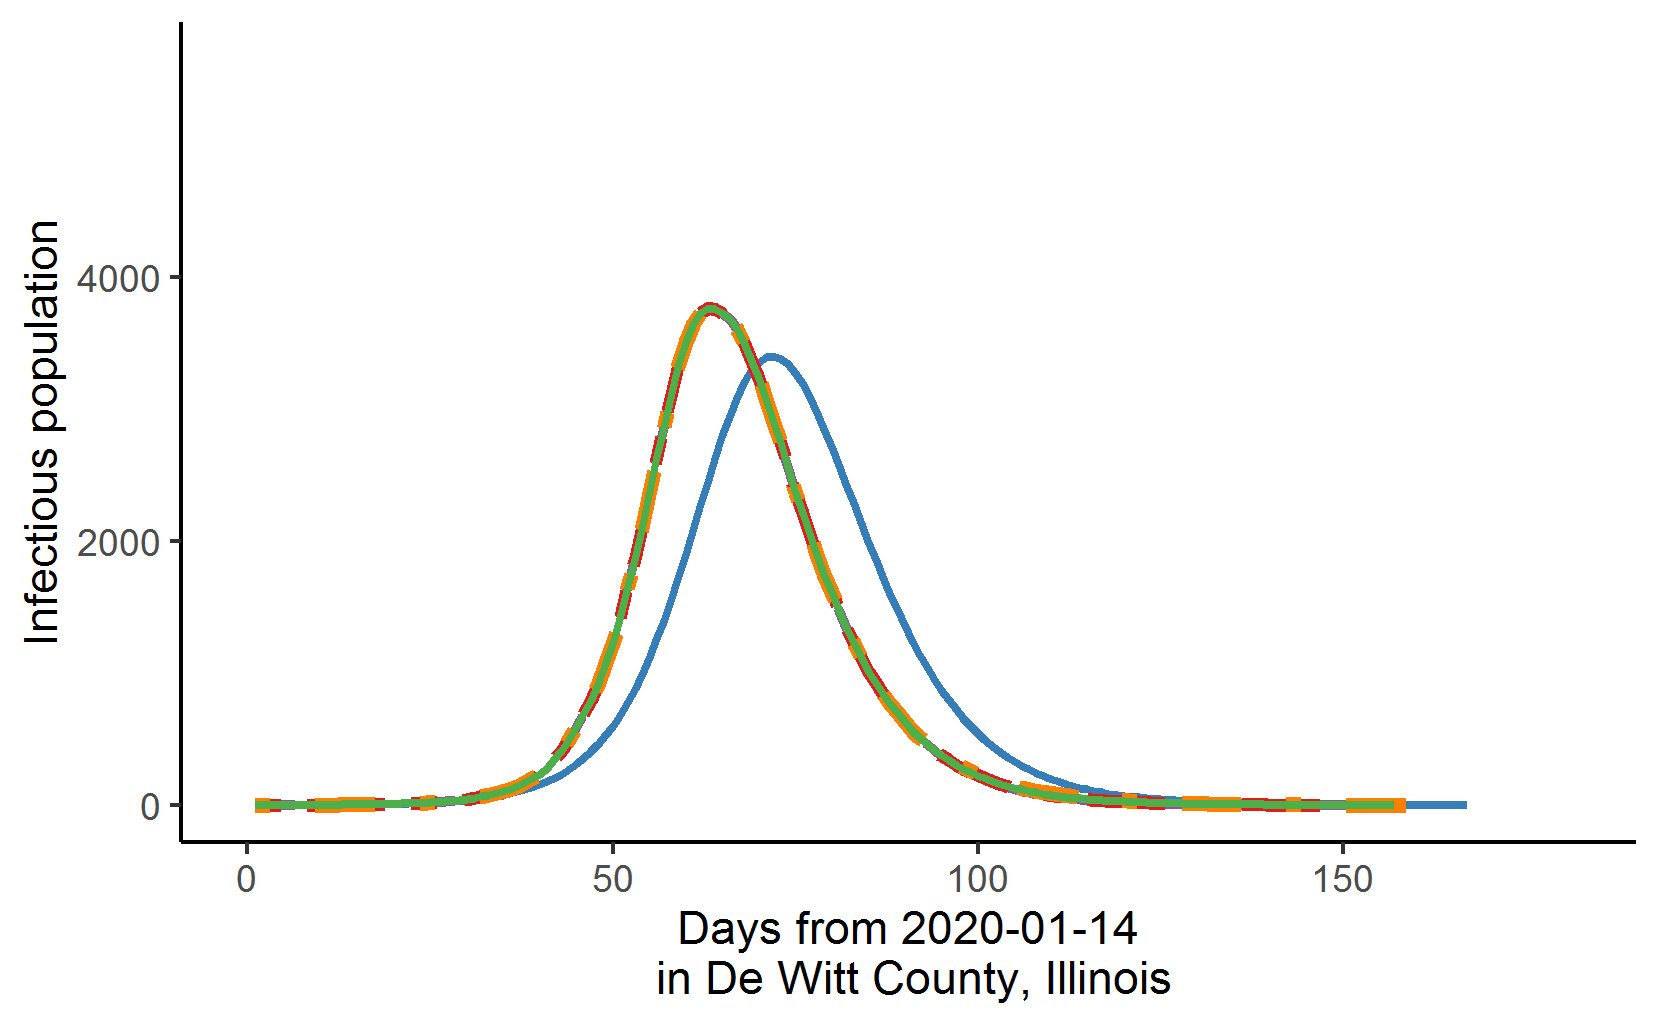 Infectious population
4000
2000
0
0 50 100 150
Days from 2020-01-14
in De Witt County, Illinois